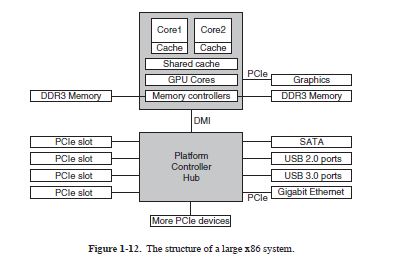 Core1 Core2
Cache Cache
Shared cache
GPU Cores
PCIe
Graphics
DDR3 Memory
Memory controllers
DDR3 Memory
DMI
PCIe slot
PCIe slot
PCIe slot
PCIe slot
Platform
Controller
Hub
SATA
USB 2.0 ports
USB 3.0 ports
PCIe
Gigabit Ethernet
More PCIe devices
Figure 1-12. The structure of a large x86 system.